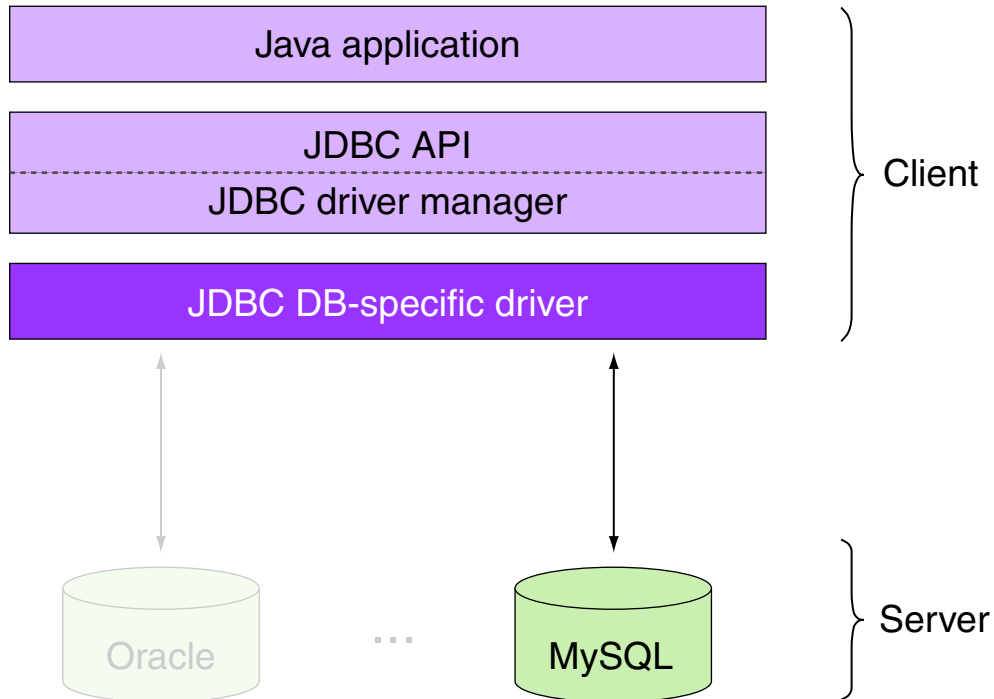 Java application
JDBC API
JDBC driver manager
Client
JDBC DB-specific driver
Oracle
...
MySQL
Server